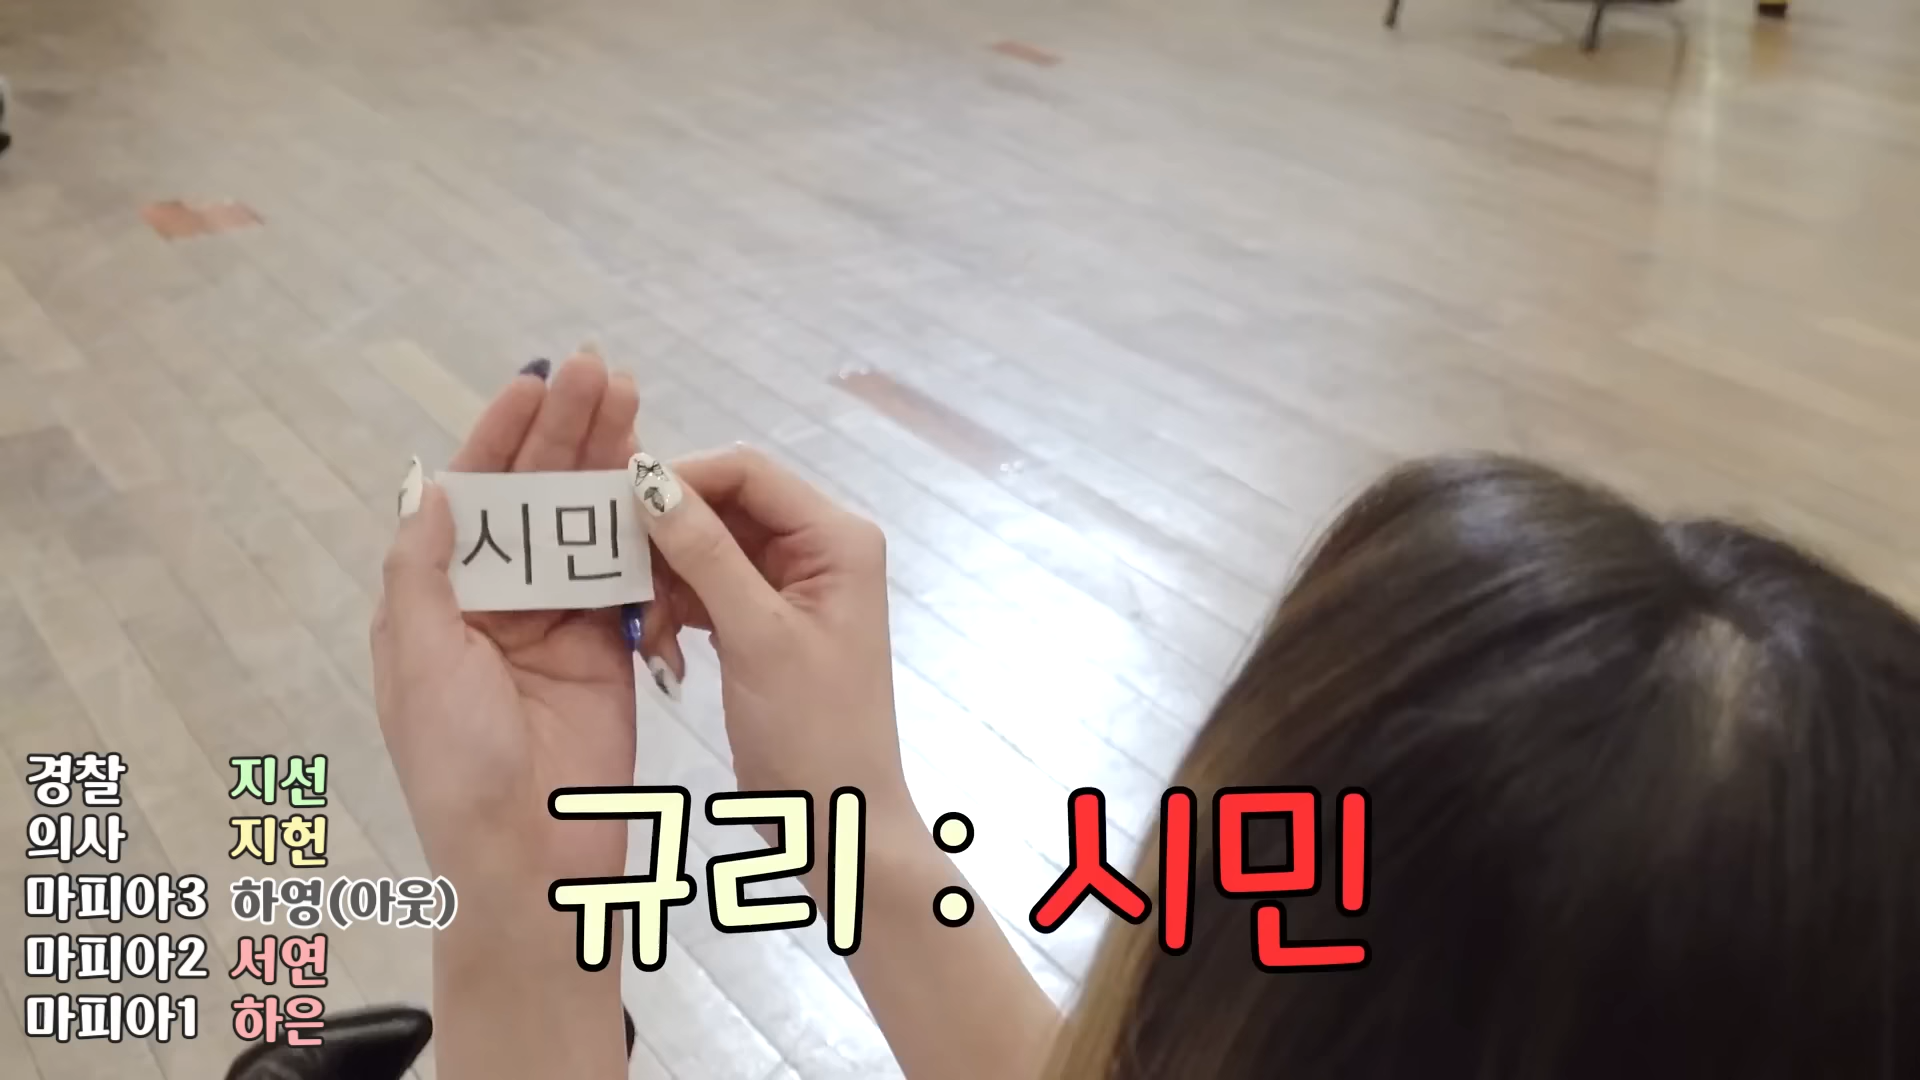 시민
경찰 지선
의사 지헌
마피아3 하영(아웃)
마피아2 서연
마피아1 하은
규리 : 시민